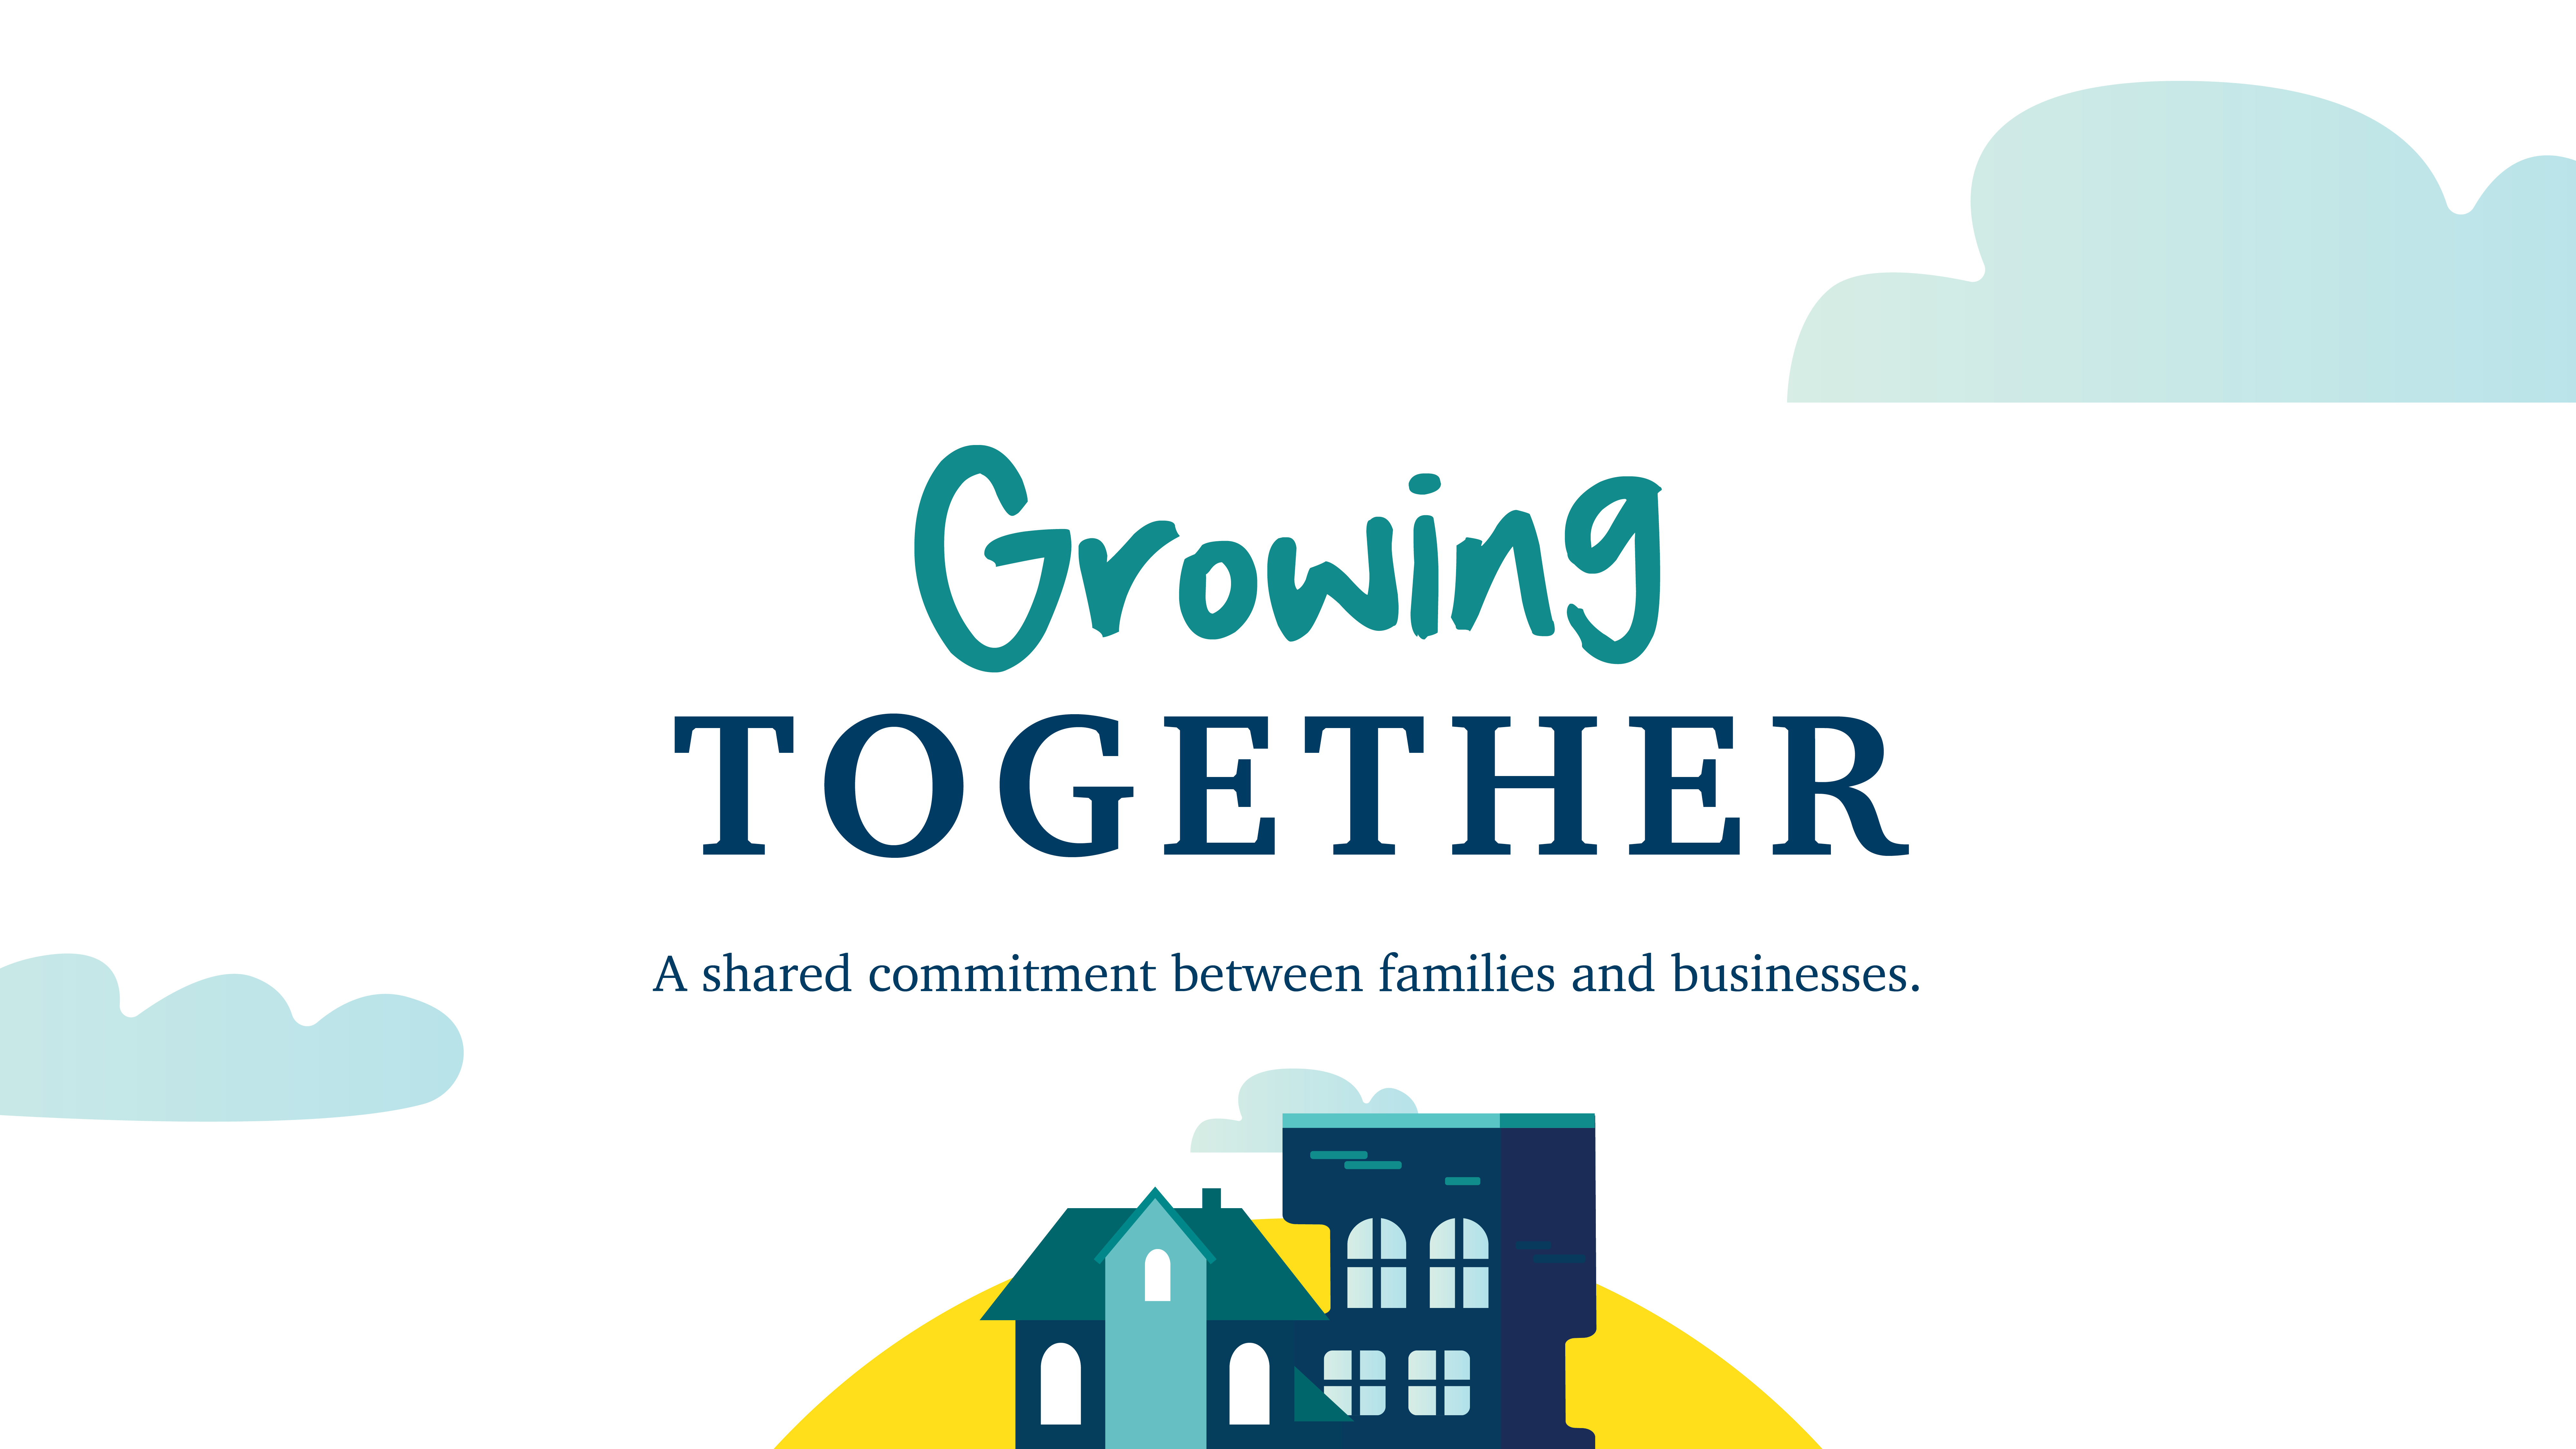 Growing
TOGETHER
A shared commitment between families and businesses.